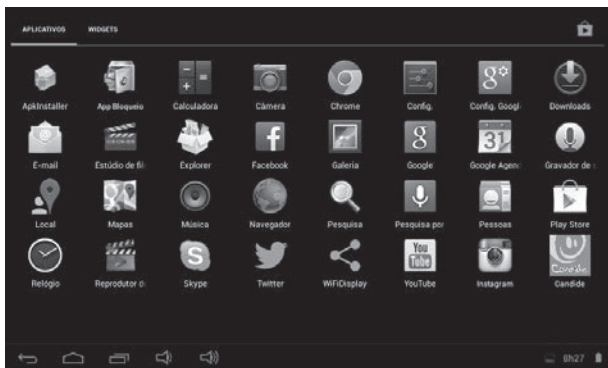 APLICATIVOS WIDGETS
ApkInstaller App Bloqueio Calculadora Câmera Chrome Config. Config. Googl Downloads
E-mail Estúdio de fil Explorer Facebook Galeria Google Google Agen Gravador de
31
Local Mapas Música Navegador Pesquisa Pesquisa por Pessoas Play Store
You Tube
Relógio Reprodutor d Skype Twitter WiFiDisplay YouTube Instagram Candide
8h27